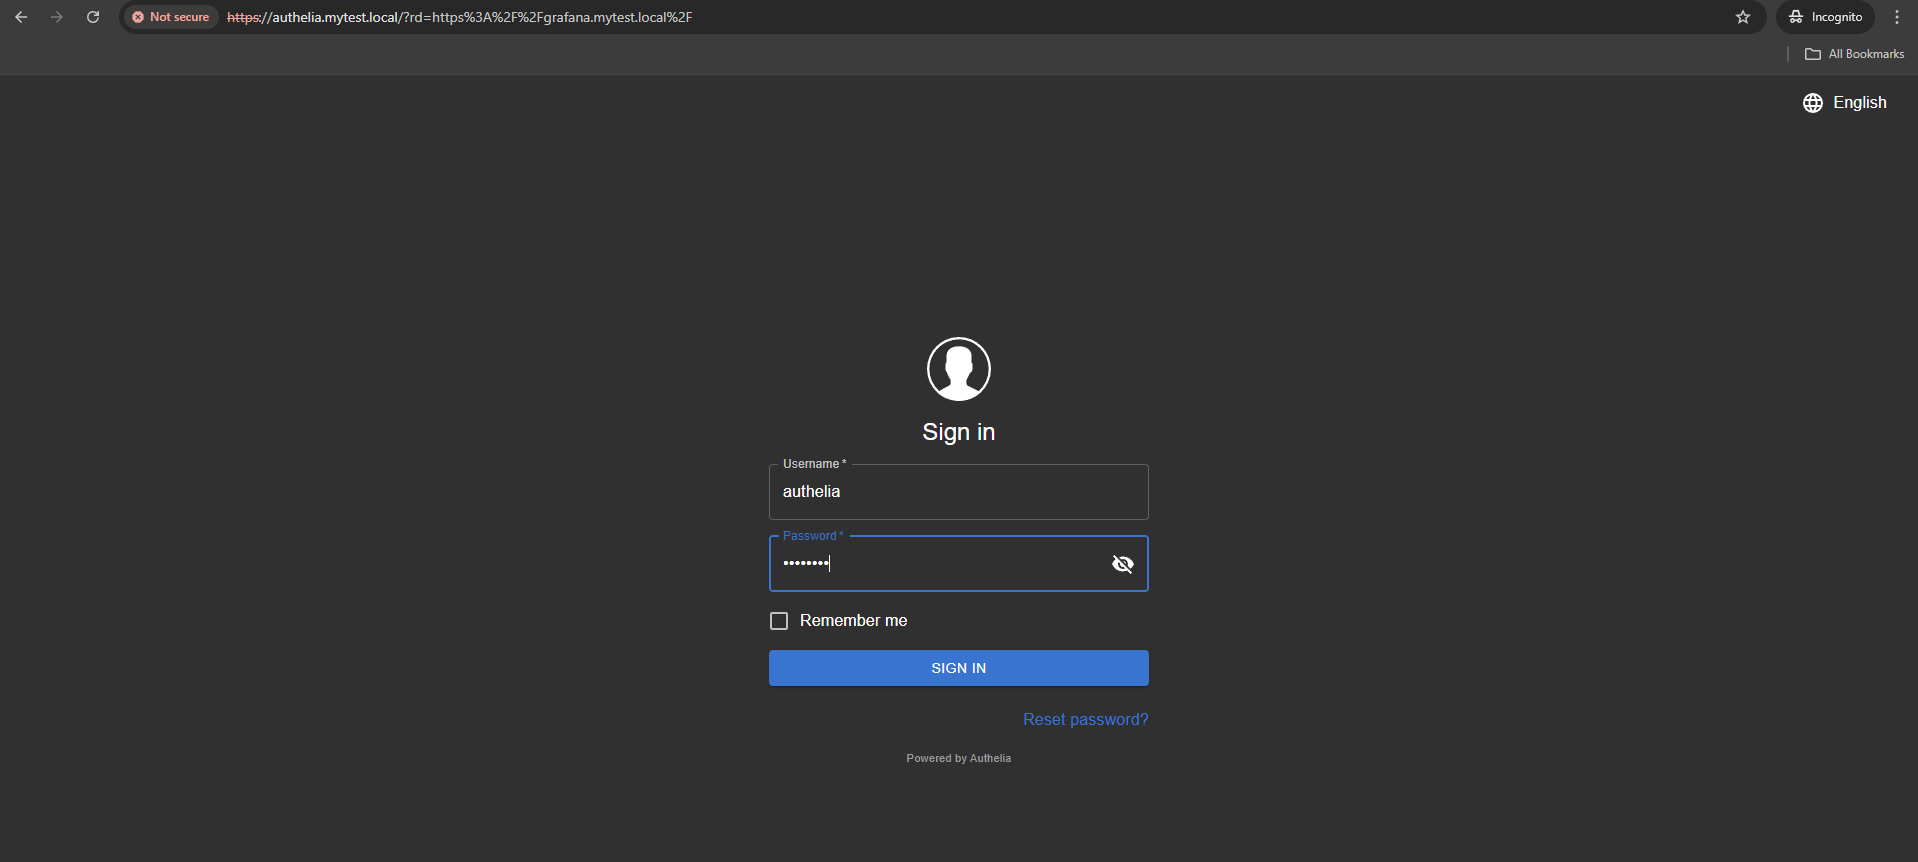 Not secure https://authelia.mytest.local/?rd=https%3A%2F%2Fgrafana.mytest.local%2F Incognito
All Bookmarks
English
Sign in
Username *
authelia
Password *
••••••••
Remember me
SIGN IN
Reset password?
Powered by Authelia